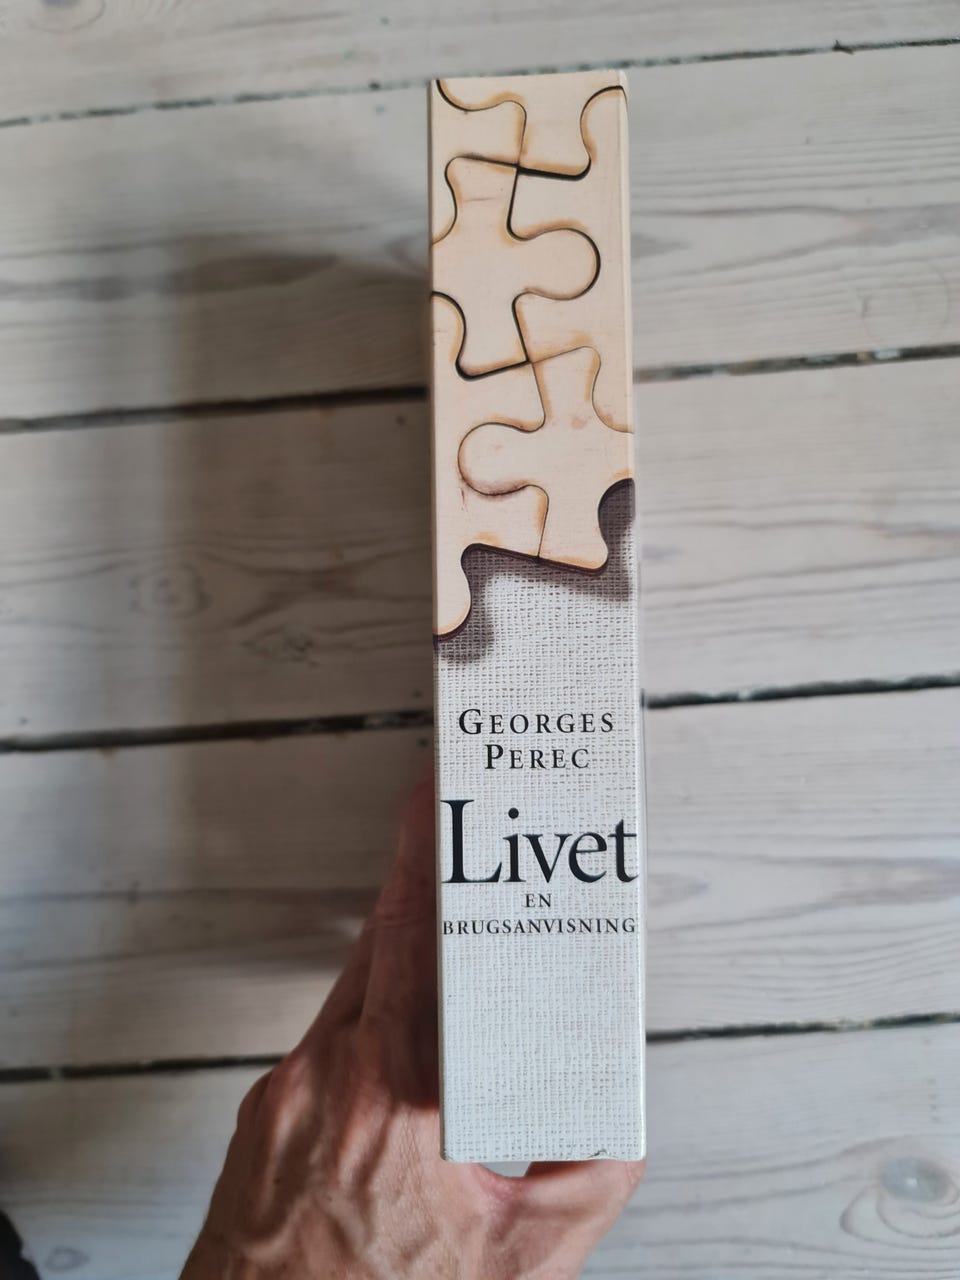 GEORGES
PEREC
Livet
EN
BRUGSANVISNING